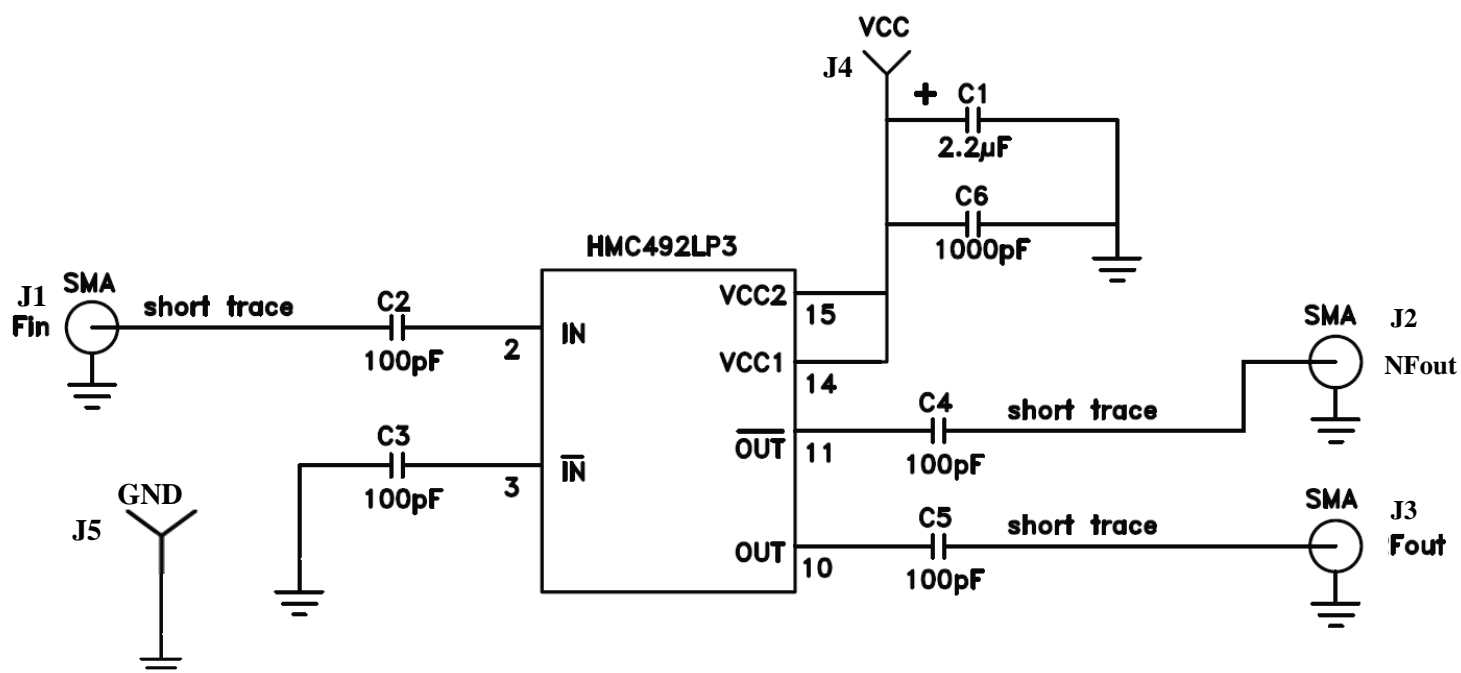 VCC
J4
+ C1
2.2µF
C6
1000pF
HMC492LP3
SMA
J1
Fin
short trace
C2
100pF
2
IN
VCC2
15
VCC1
14
SMA
J2
NFout
C4
short trace
OUT
11
100pF
C3
100pF
3
IN
GND
J5
SMA
J3
Fout
C5
short trace
OUT
10
100pF